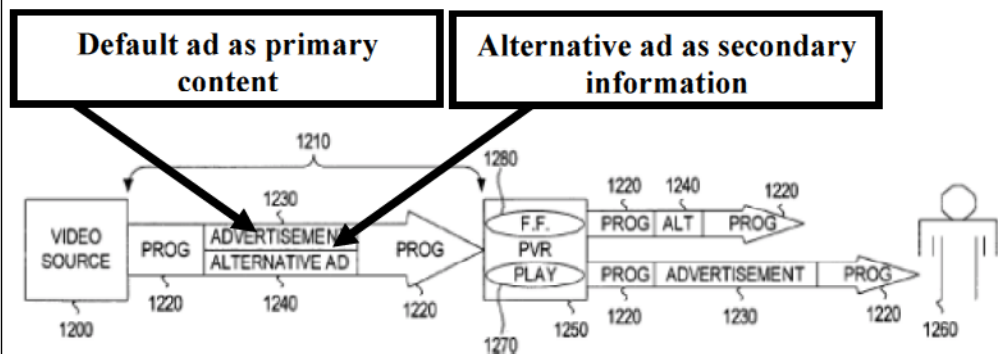 Default ad as primary
content
Alternative ad as secondary
information
1210
1230
1280
1220 1240 1220
VIDEO
SOURCE
PROG
ADVERTISEMENT
ALTERNATIVE AD
PROG
F.F.
PVR
PLAY
PROG ALT PROG
PROG ADVERTISEMENT PROG
1200
1220
1240
1220
1270
1250
1220
1230
1220
1260